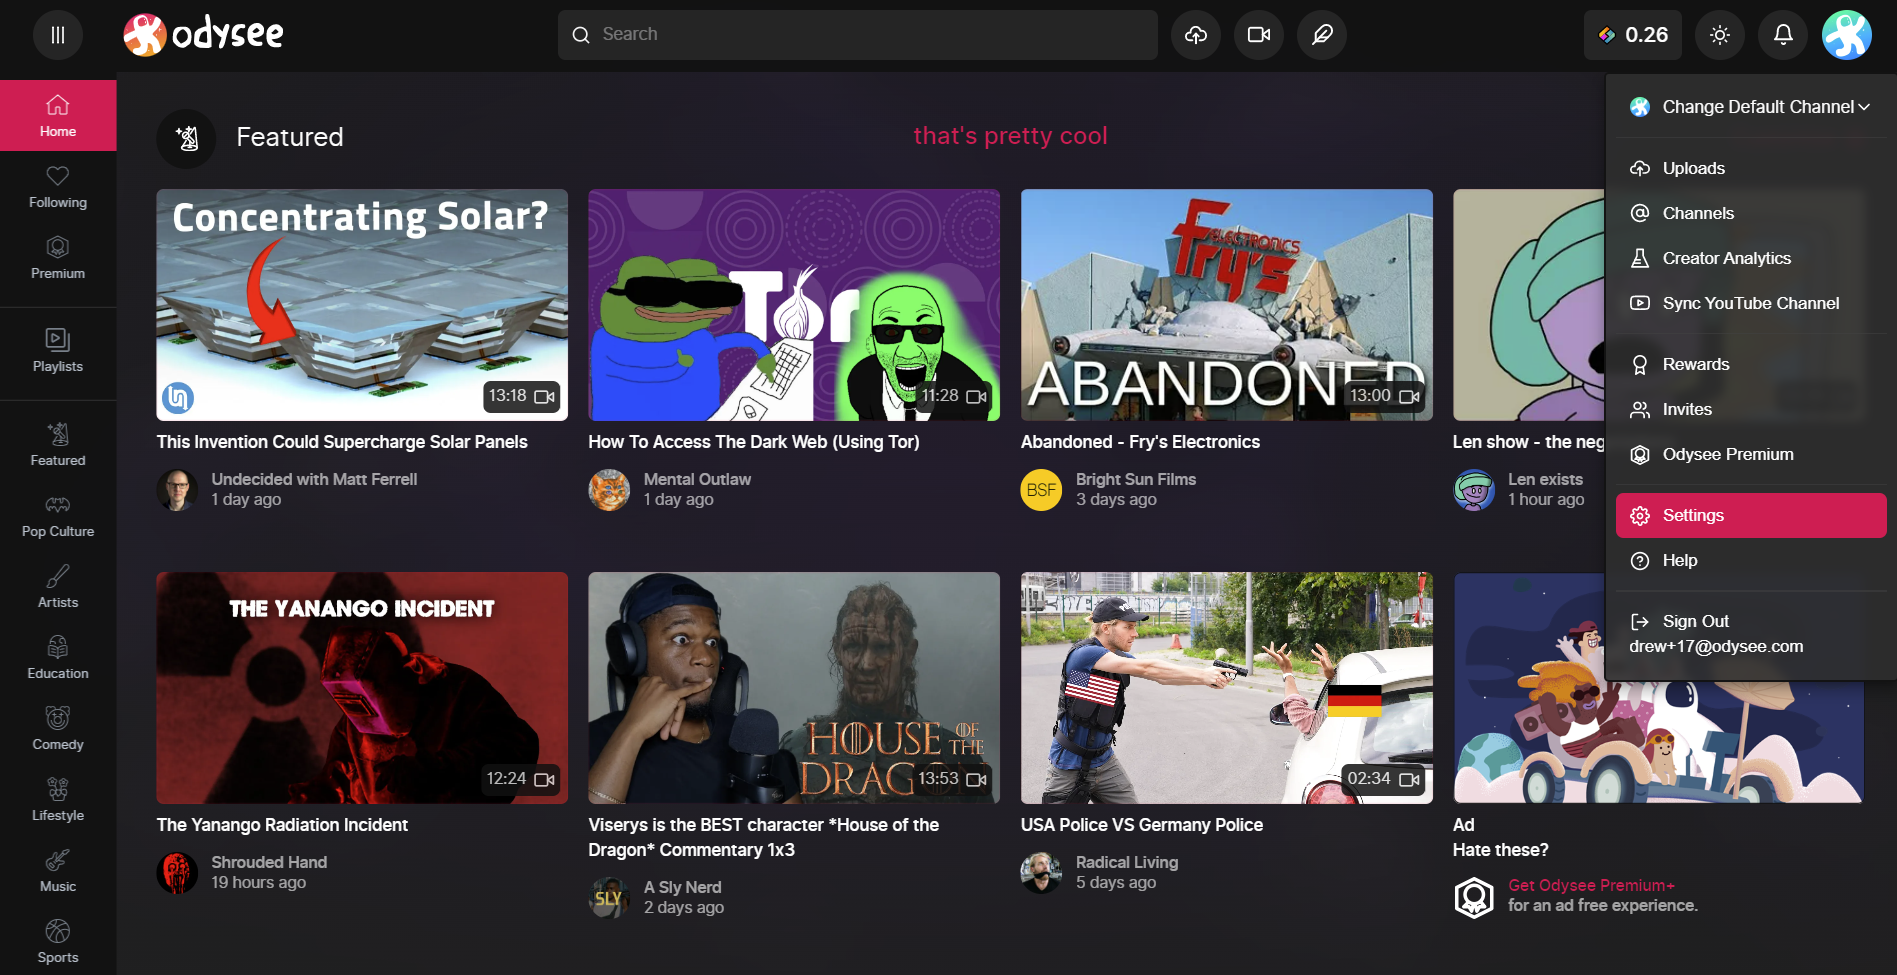 odysee
Search
0.26
Home
Following
Premium
Playlists
Featured
Pop Culture
Artists
Education
Comedy
Lifestyle
Music
Sports
Featured
that's pretty cool
Concentrating Solar?
13:18
This Invention Could Supercharge Solar Panels
Undecided with Matt Ferrell
1 day ago
Tor
11:28
How To Access The Dark Web (Using Tor)
Mental Outlaw
1 day ago
ELECTRONICS
Fry's
ABANDONED
13:00
Abandoned - Fry's Electronics
BSF
Bright Sun Films
3 days ago
Len show - the neg
Len exists
1 hour ago
THE YANANGO INCIDENT
12:24
The Yanango Radiation Incident
Shrouded Hand
19 hours ago
HOUSE OF THE
DRAGON
13:53
Viserys is the BEST character *House of the
Dragon* Commentary 1x3
SLY
A Sly Nerd
2 days ago
02:34
USA Police VS Germany Police
Radical Living
5 days ago
Ad
Hate these?
Get Odysee Premium+
for an ad free experience.
Change Default Channel
Uploads
Channels
Creator Analytics
Sync YouTube Channel
Rewards
Invites
Odysee Premium
Settings
Help
Sign Out
drew+17@odysee.com